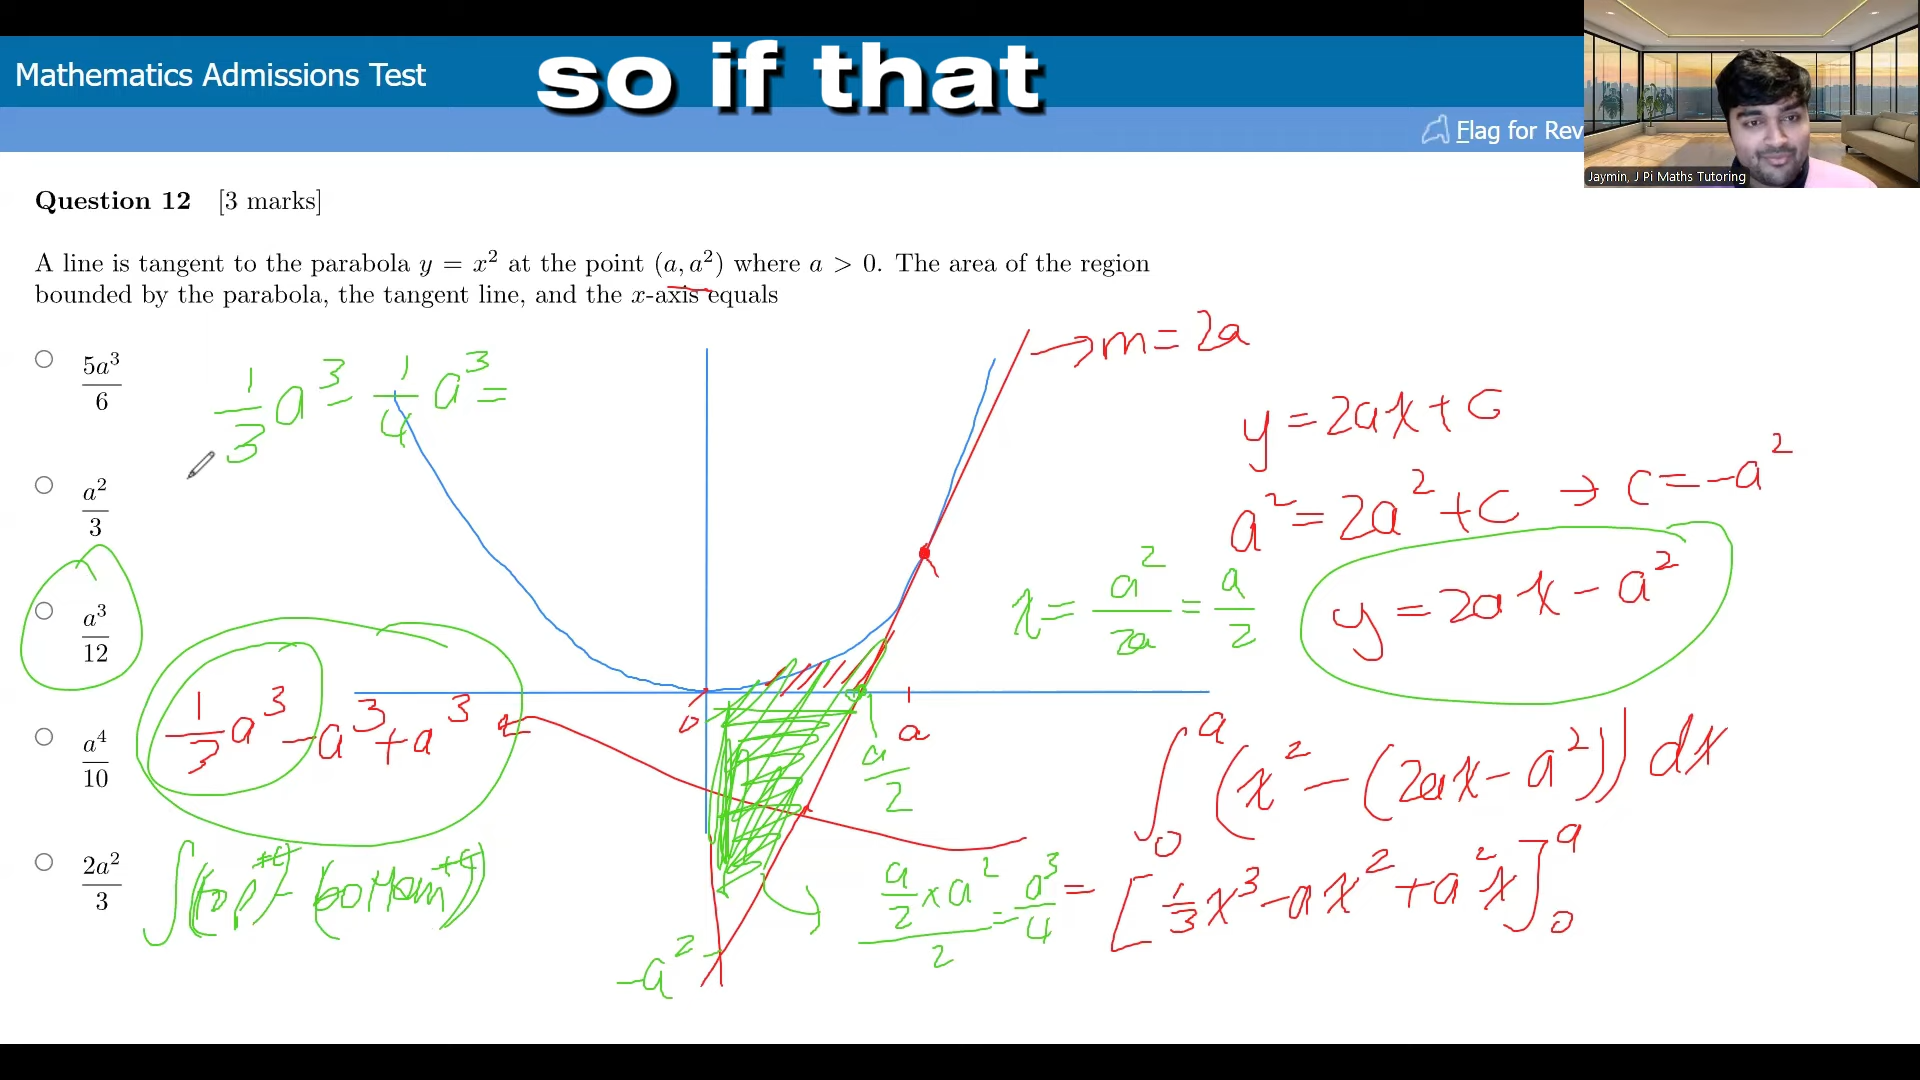 so if that
Mathematics Admissions Test
Flag for Rev
Jaymin, J Pi Maths Tutoring
Question 12 [3 marks]
A line is tangent to the parabola y = x² at the point (a, a²) where a > 0. The area of the region
bounded by the parabola, the tangent line, and the x-axis equals
5a³/6
a²/3
a³/12
a⁴/10
2a²/3
1/3 a³ - 1/4 a³ =
→ m = 2a
y = 2ax + c
a² = 2a² + c → c = -a²
x = a²/2a = a/2
y = 2ax - a²
0
a/2
a
-a²
1/3 a³ - a³ + a³
∫₀ᵃ (x² - (2ax - a²)) dx
= [1/3 x³ - ax² + a²x]₀ᵃ
(a/2 × a²)/2 = a³/4
∫(top) - (bottom)